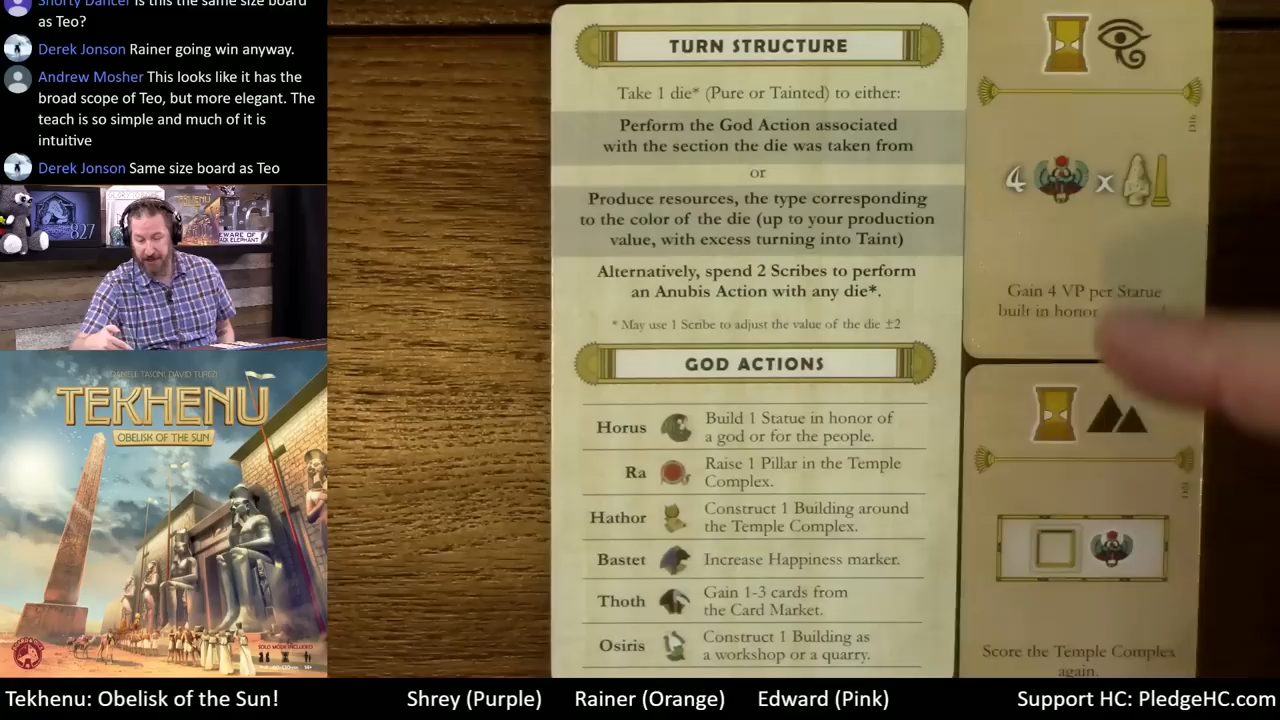 Shorty Dancer Is this the same size board
as Teo?
Derek Jonson Rainer going win anyway.
Andrew Mosher This looks like it has the
broad scope of Teo, but more elegant. The
teach is so simple and much of it is
intuitive
Derek Jonson Same size board as Teo
827
BEWARE OF
DANIELE TASCINI, DÁVID TURCZI
TEKHENU
OBELISK OF THE SUN
SOLO MODE INCLUDED
TURN STRUCTURE
Take 1 die* (Pure or Tainted) to either:
Perform the God Action associated
with the section the die was taken from
or
Produce resources, the type corresponding
to the color of the die (up to your production
value, with excess turning into Taint)
Alternatively, spend 2 Scribes to perform
an Anubis Action with any die*.
* May use 1 Scribe to adjust the value of the die ±2
GOD ACTIONS
Horus Build 1 Statue in honor of
a god or for the people.
Ra Raise 1 Pillar in the Temple
Complex.
Hathor Construct 1 Building around
the Temple Complex.
Bastet Increase Happiness marker.
Thoth Gain 1-3 cards from
the Card Market.
Osiris Construct 1 Building as
a workshop or a quarry.
4 x
Gain 4 VP per Statue
built in honor
Score the Temple Complex
again.
Tekhenu: Obelisk of the Sun! Shrey (Purple) Rainer (Orange) Edward (Pink) Support HC: PledgeHC.com